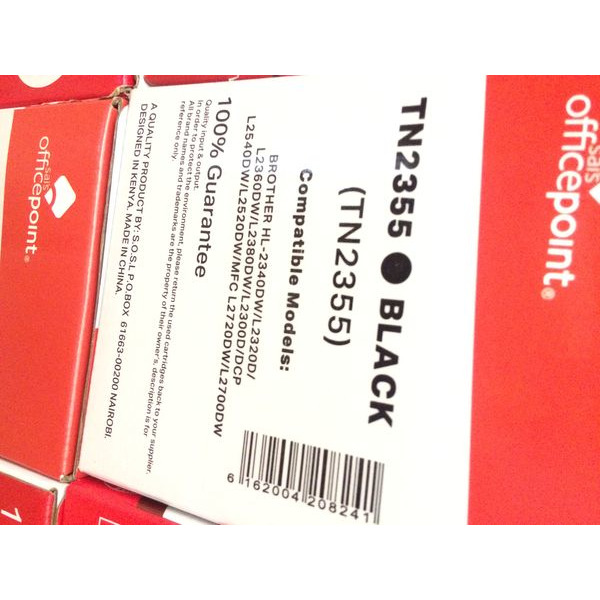 sais
officepoint®
TN2355 ● BLACK
(TN2355)
Compatible Models:
BROTHER HL-2340DW/L2320D/
L2360DW/L2380DW/L2300D/DCP
L2540DW/L2520DW/MFC L2720DW/L2700DW
100% Guarantee
Quality input & output.
In order to protect the environment, please return the used cartridges back to your supplier.
All brand names and trademarks are the property of their owner's, description is for
reference only.
A QUALITY PRODUCT BY: S.O.S.L P.O.BOX 61663-00200 NAIROBI.
DESIGNED IN KENYA. MADE IN CHINA.
6 162004 208241
sais
officepoint®
1